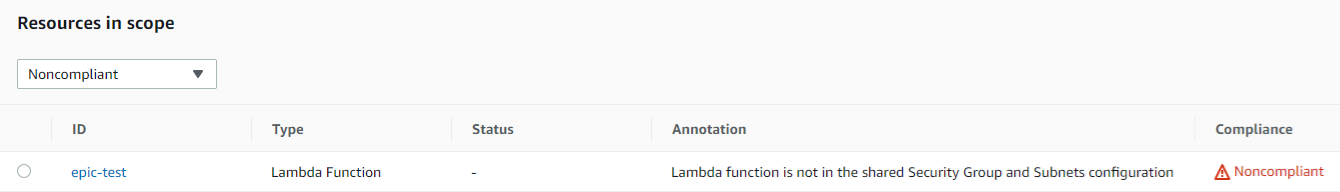 Resources in scope
Noncompliant
ID Type Status Annotation Compliance
epic-test Lambda Function - Lambda function is not in the shared Security Group and Subnets configuration Noncompliant